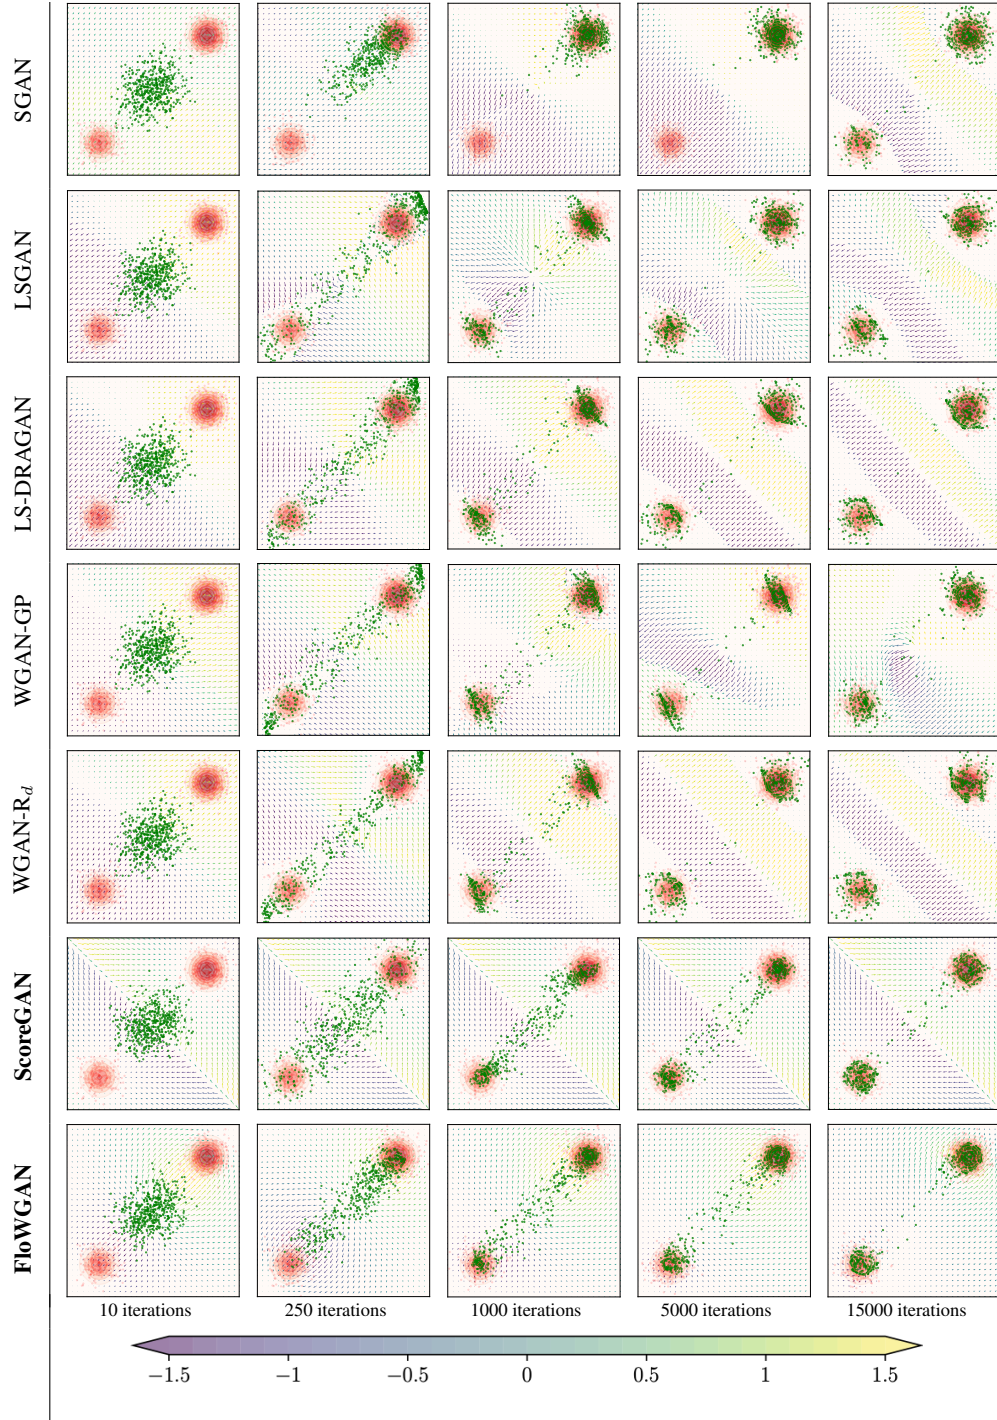 SGAN
LSGAN
LS-DRAGAN
WGAN-GP
WGAN-R_d
ScoreGAN
FloWGAN
10 iterations 250 iterations 1000 iterations 5000 iterations 15000 iterations
−1.5 −1 −0.5 0 0.5 1 1.5